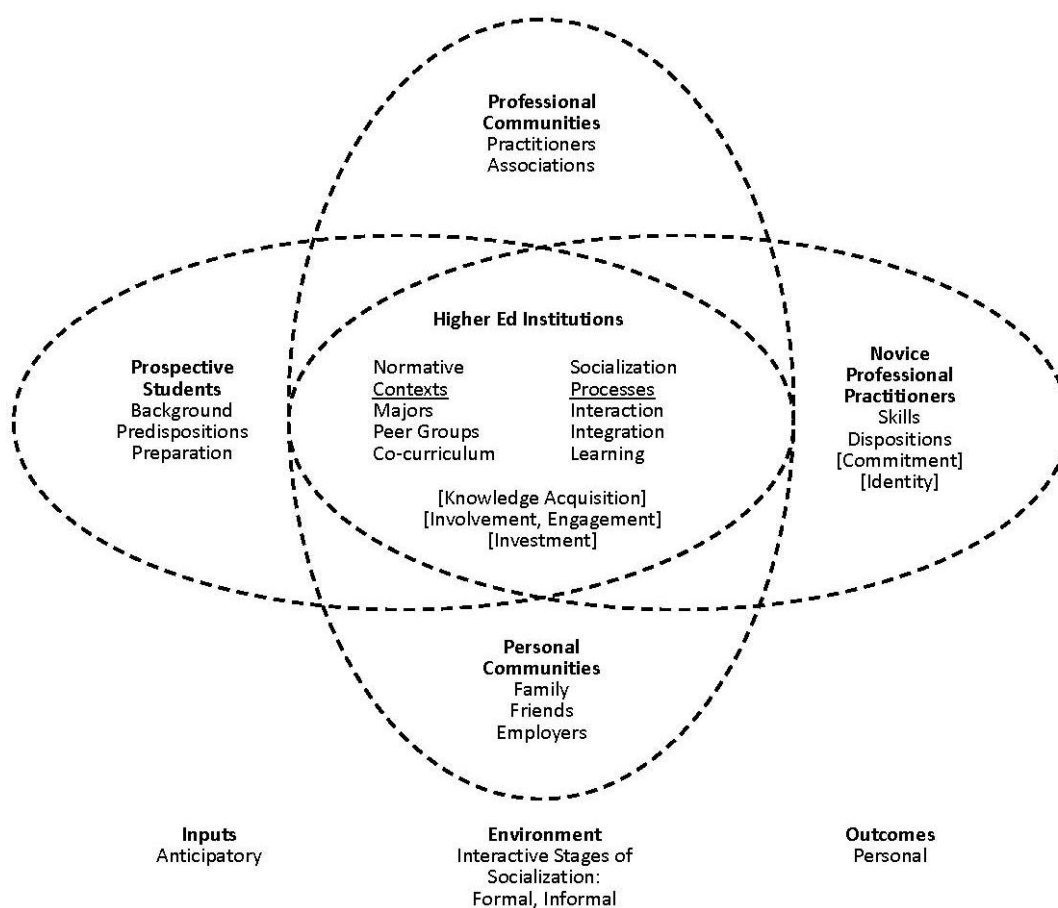 Professional
Communities
Practitioners
Associations
Higher Ed Institutions
Prospective
Students
Background
Predispositions
Preparation
Normative
Contexts
Majors
Peer Groups
Co-curriculum
Socialization
Processes
Interaction
Integration
Learning
[Knowledge Acquisition]
[Involvement, Engagement]
[Investment]
Novice
Professional
Practitioners
Skills
Dispositions
[Commitment]
[Identity]
Personal
Communities
Family
Friends
Employers
Inputs
Anticipatory
Environment
Interactive Stages of
Socialization:
Formal, Informal
Outcomes
Personal